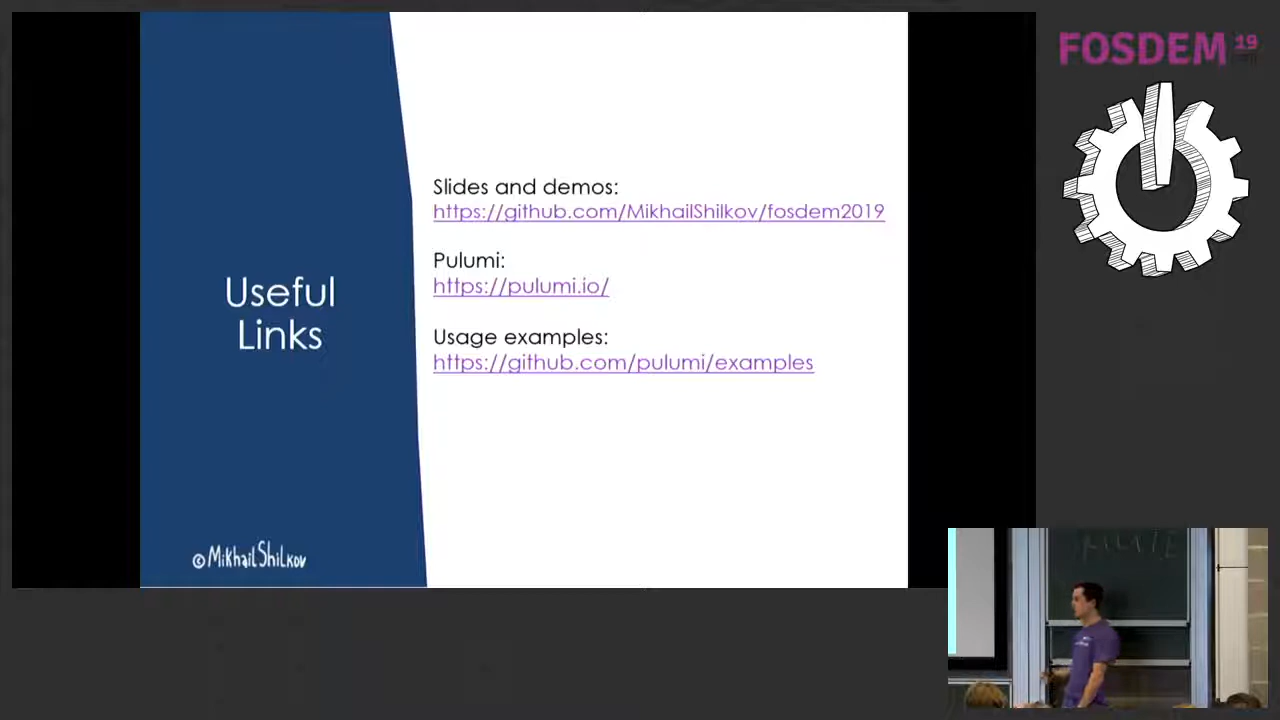 FOSDEM 19
Useful
Links
Slides and demos:
https://github.com/MikhailShilkov/fosdem2019
Pulumi:
https://pulumi.io/
Usage examples:
https://github.com/pulumi/examples
©MikhailShilkov